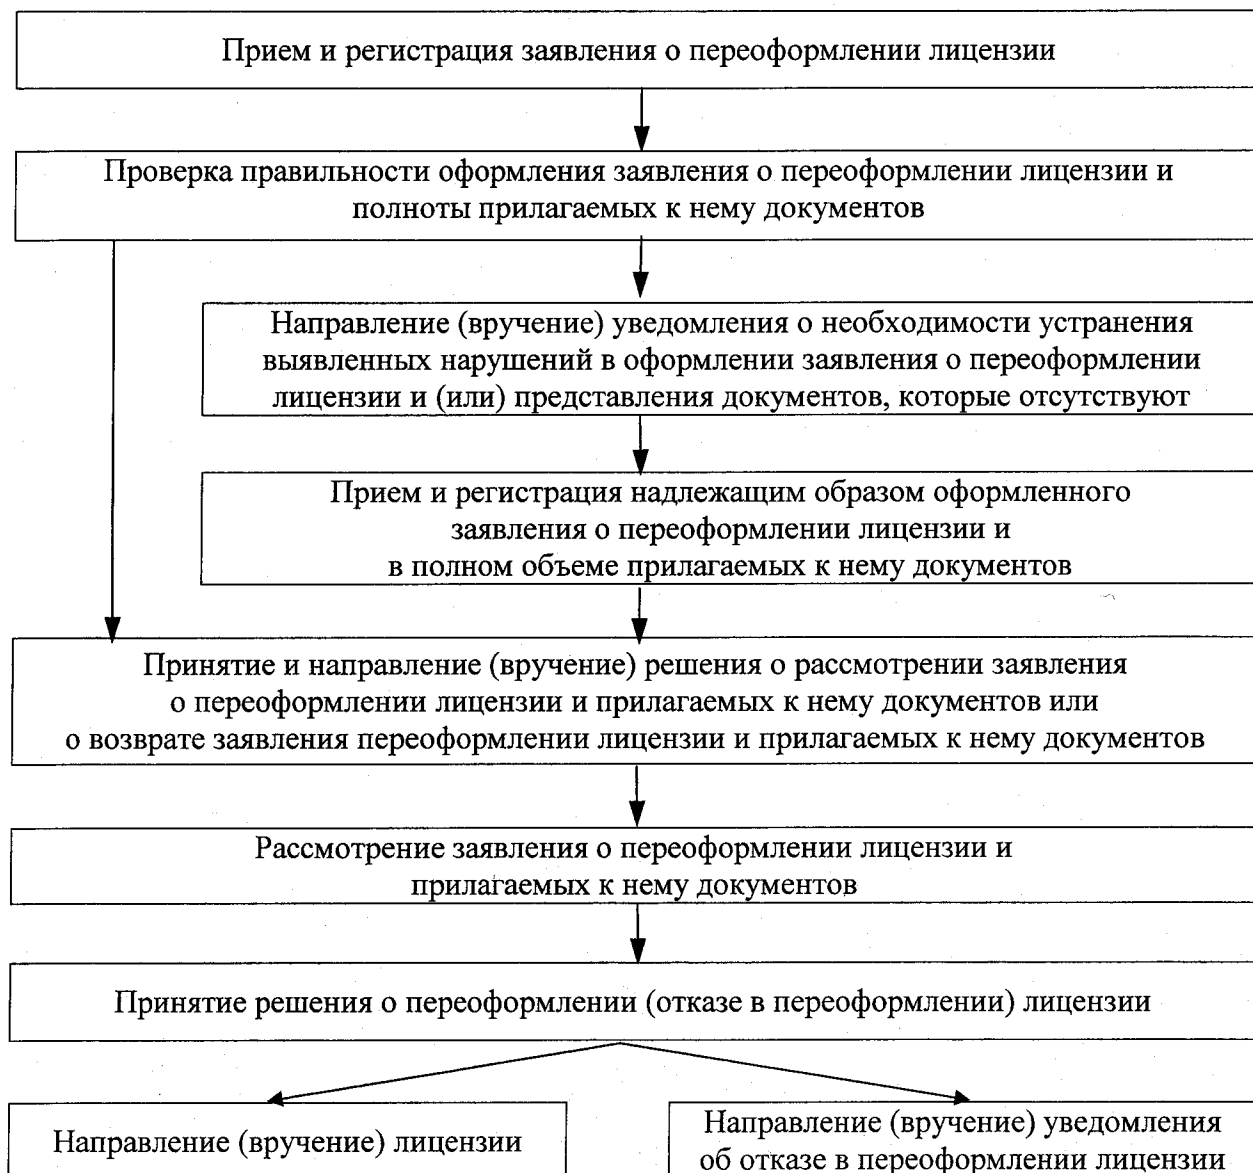 Прием и регистрация заявления о переоформлении лицензии
Проверка правильности оформления заявления о переоформлении лицензии и
полноты прилагаемых к нему документов
Направление (вручение) уведомления о необходимости устранения
выявленных нарушений в оформлении заявления о переоформлении
лицензии и (или) представления документов, которые отсутствуют
Прием и регистрация надлежащим образом оформленного
заявления о переоформлении лицензии и
в полном объеме прилагаемых к нему документов
Принятие и направление (вручение) решения о рассмотрении заявления
о переоформлении лицензии и прилагаемых к нему документов или
о возврате заявления переоформлении лицензии и прилагаемых к нему документов
Рассмотрение заявления о переоформлении лицензии и
прилагаемых к нему документов
Принятие решения о переоформлении (отказе в переоформлении) лицензии
Направление (вручение) лицензии
Направление (вручение) уведомления
об отказе в переоформлении лицензии